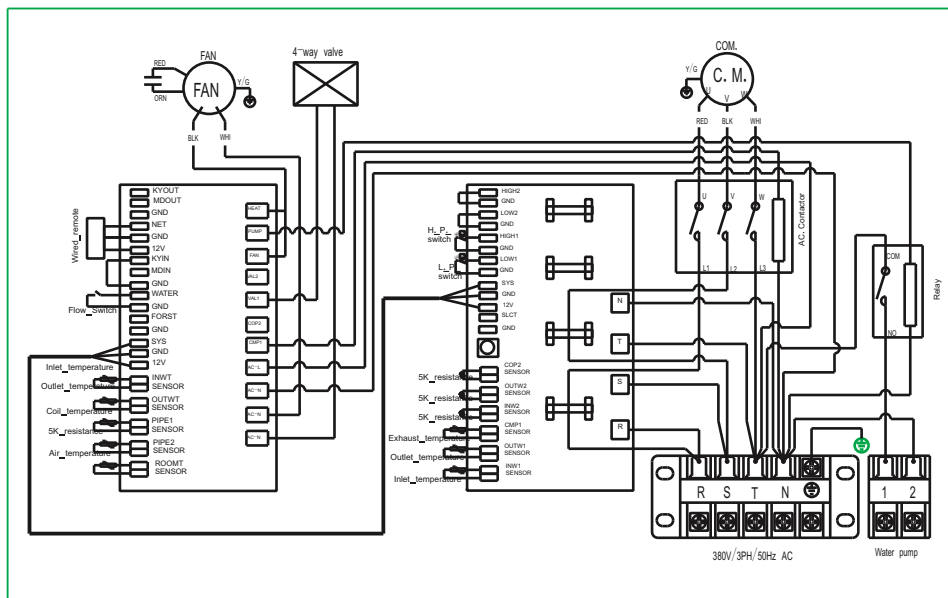 FAN
RED
ORN
FAN
Y/G
BLK
WHI
4-way valve
COM.
C. M.
Y/G
U
V
W
RED
BLK
WHI
KYOUT
MDOUT
GND
NET
GND
12V
KYIN
MDIN
GND
WATER
GND
FORST
GND
SYS
GND
12V
INWT
SENSOR
OUTWT
SENSOR
PIPE1
SENSOR
PIPE2
SENSOR
ROOMT
SENSOR
Wired_remote
Flow_Switch
Inlet_temperature
Outlet_temperature
Coil_temperature
5K_resistance
Air_temperature
HEAT
PUMP
FAN
VAL2
VAL1
COP2
CMP1
AC-L
AC-N
AC-N
AC-N
HIGH2
GND
LOW2
GND
HIGH1
GND
LOW1
GND
SYS
GND
12V
SLCT
GND
COP2
SENSOR
OUTW2
SENSOR
INW2
SENSOR
CMP1
SENSOR
OUTW1
SENSOR
INW1
SENSOR
H. P.
switch
L. P.
switch
5K_resistance
5K_resistance
5K_resistance
Exhaust_temperature
Outlet_temperature
Inlet_temperature
N
T
S
R
U
V
W
L1
L2
L3
AC. Contactor
COM
NO
Relay
R
S
T
N
1
2
380V/3PH/50Hz AC
Water pump